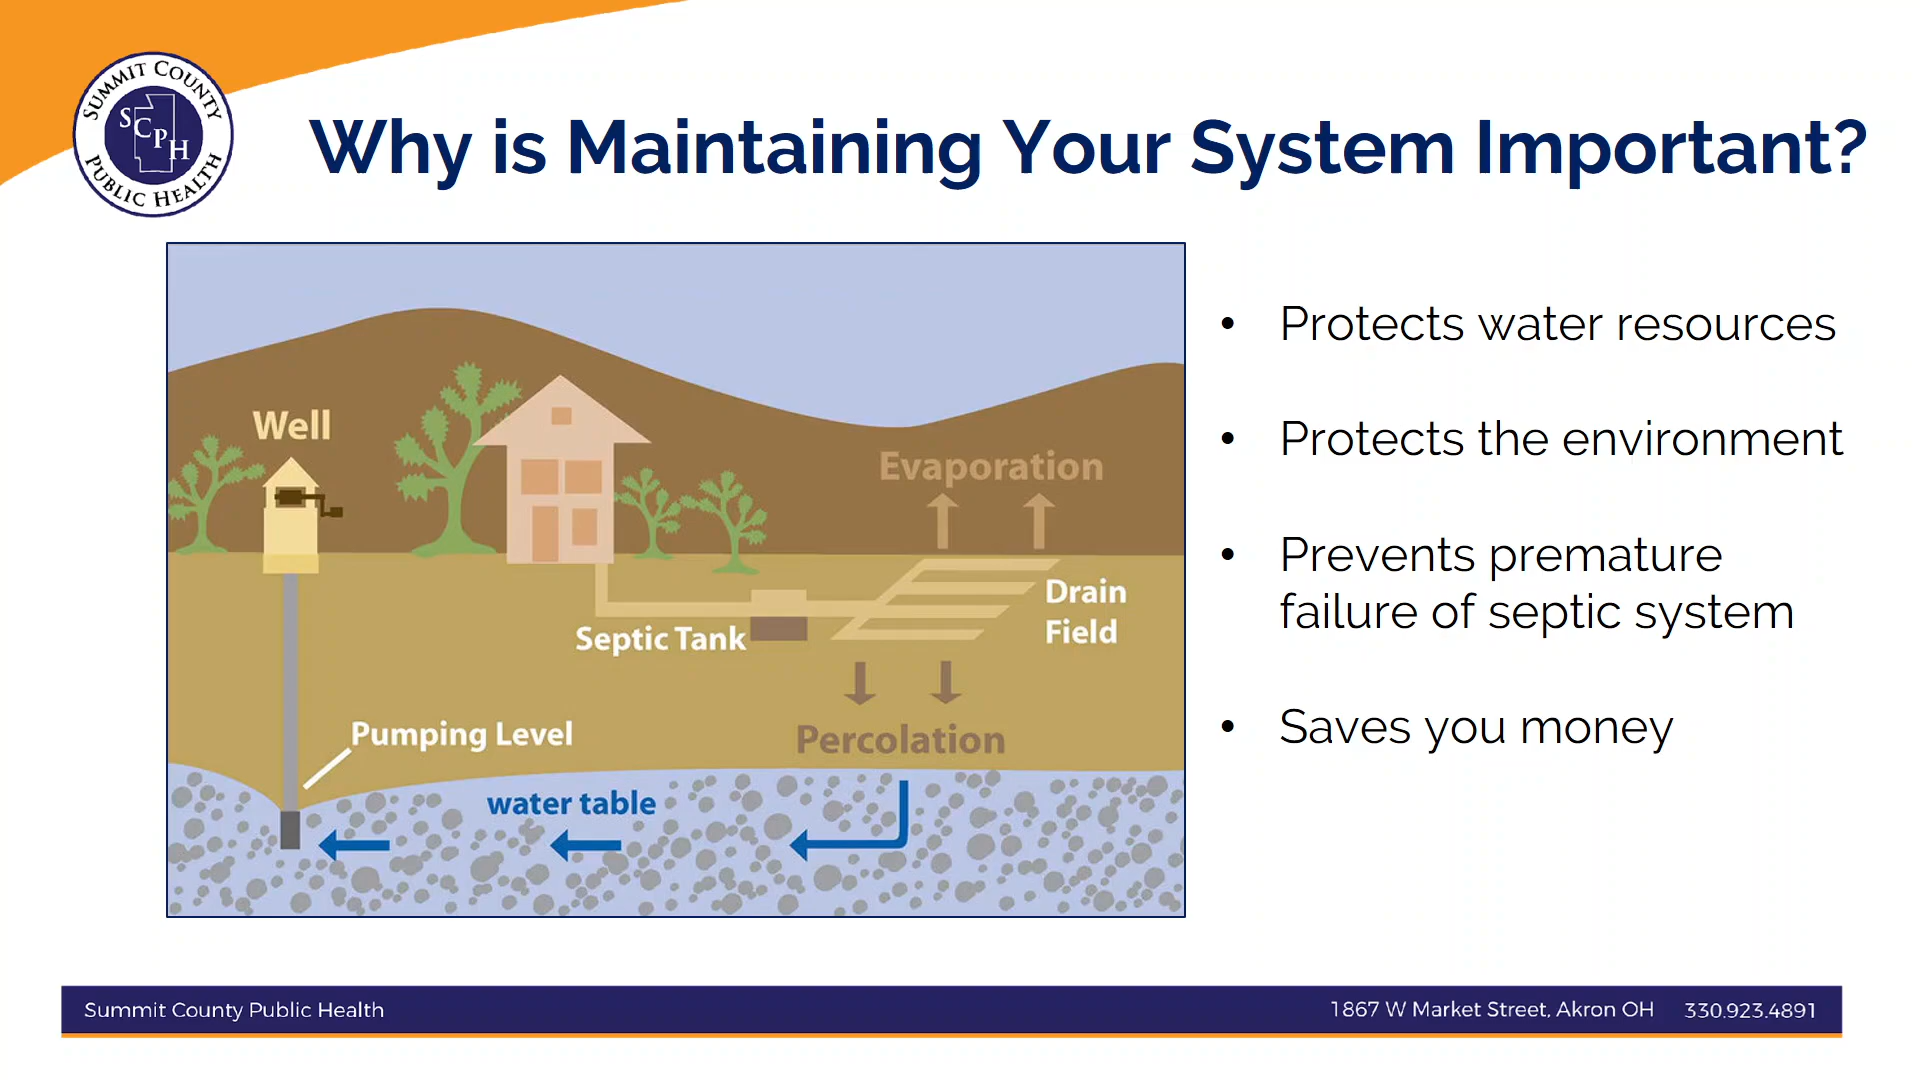 SUMMIT COUNTY
SCPH
PUBLIC HEALTH
Why is Maintaining Your System Important?
Well
Evaporation
Drain
Field
Septic Tank
Pumping Level
Percolation
water table
• Protects water resources
• Protects the environment
• Prevents premature
failure of septic system
• Saves you money
Summit County Public Health
1867 W Market Street, Akron OH 330.923.4891